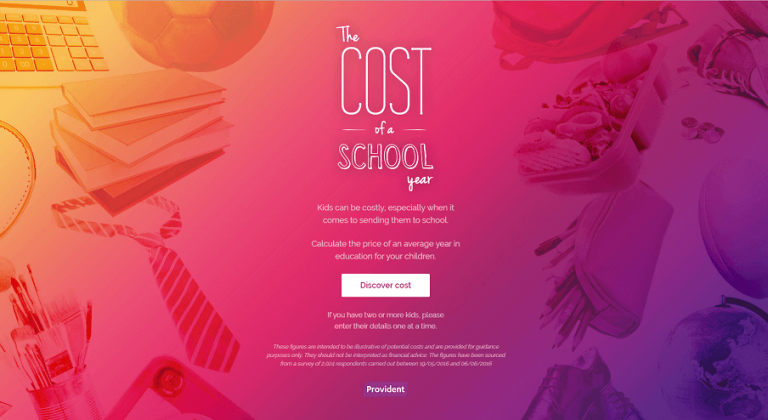 The
COST
of a
SCHOOL
year
Kids can be costly, especially when it
comes to sending them to school.
Calculate the price of an average year in
education for your children.
Discover cost
If you have two or more kids, please
enter their details one at a time.
These figures are intended to be illustrative of potential costs and are provided for guidance
purposes only. They should not be interpreted as financial advice. The figures have been sourced
from a survey of 2,024 respondents carried out between 19/05/2016 and 06/06/2016
Provident